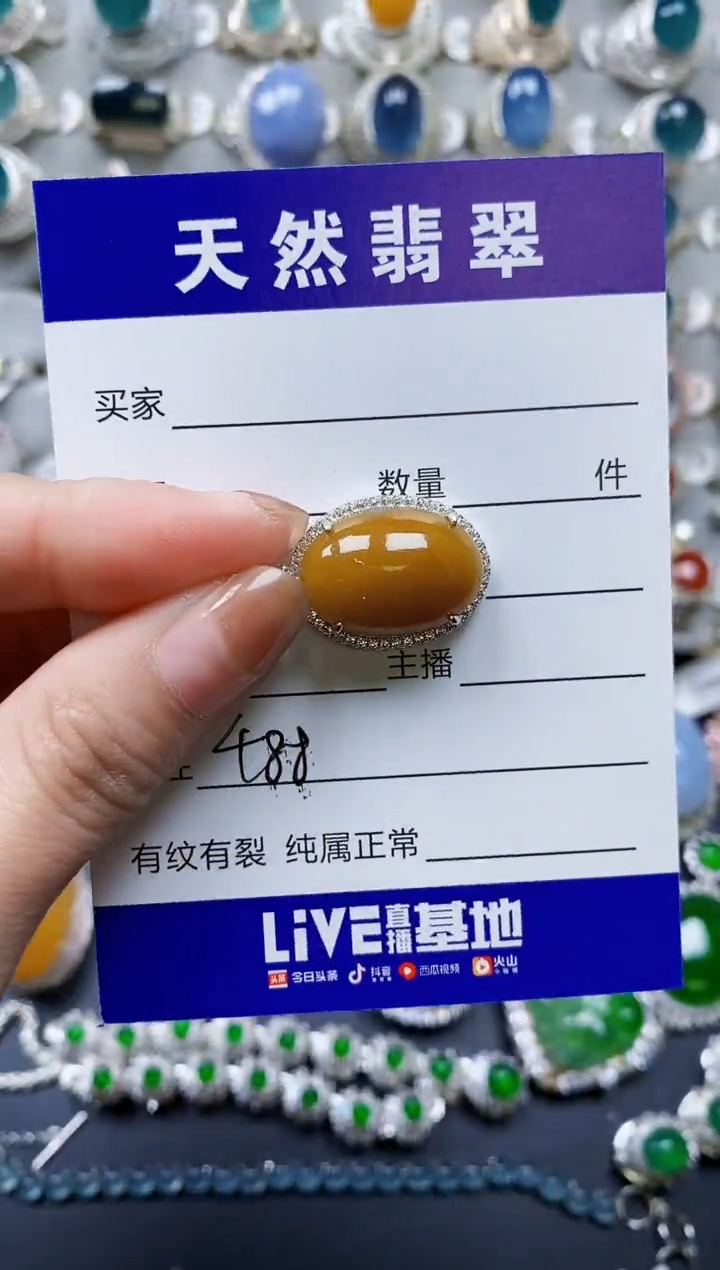 天然翡翠
买家
数量 件
主播
488
有纹有裂 纯属正常
LiVE直播基地
头条 今日头条 抖音 西瓜视频 火山